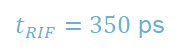 t_RIF = 350 ps